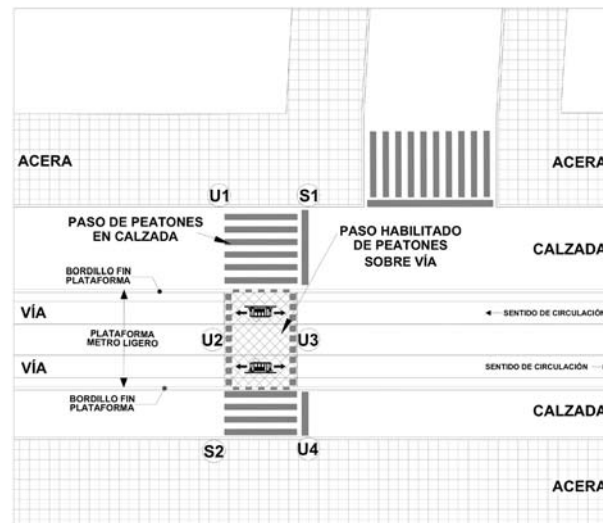 ACERA
ACERA
U1
S1
PASO DE PEATONES
EN CALZADA
PASO HABILITADO
DE PEATONES
SOBRE VÍA
CALZADA
BORDILLO FIN
PLATAFORMA
VÍA
SENTIDO DE CIRCULACIÓN
PLATAFORMA
METRO LIGERO
U2
U3
VÍA
SENTIDO DE CIRCULACIÓN
BORDILLO FIN
PLATAFORMA
CALZADA
S2
U4
ACERA